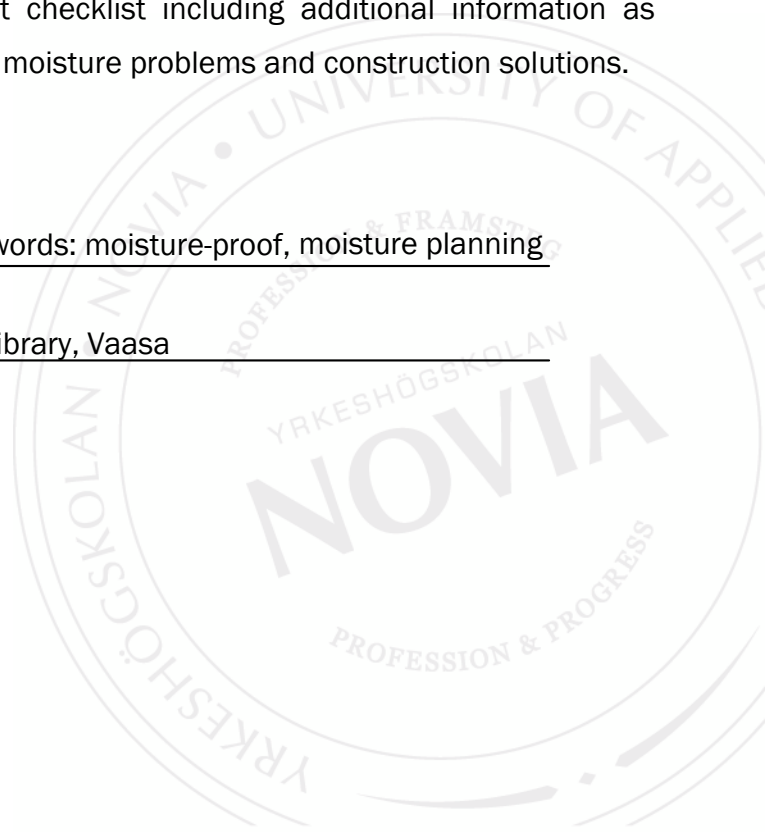 t checklist including additional information as
moisture problems and construction solutions.
words: moisture-proof, moisture planning
ibrary, Vaasa
NOVIA • UNIVERSITY OF APPLIE
PROFESSION & FRAMSTEG
YRKESHÖGSKOLAN
NOVIA
PROFESSION & PROGRESS
YRKESHÖGSKOLAN